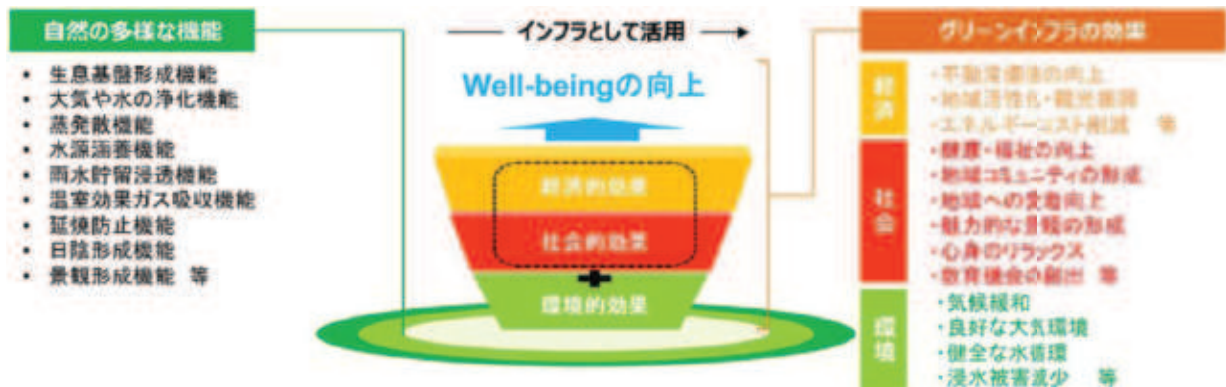 自然の多様な機能
• 生息基盤形成機能
• 大気や水の浄化機能
• 蒸発散機能
• 水源涵養機能
• 雨水貯留浸透機能
• 温室効果ガス吸収機能
• 延焼防止機能
• 日陰形成機能
• 景観形成機能 等
インフラとして活用
Well-beingの向上
経済的効果
社会的効果
+
環境的効果
グリーンインフラの効果
経済
・不動産価値の向上
・地域活性化・観光振興
・エネルギーコスト削減 等
社会
・健康・福祉の向上
・地域コミュニティの形成
・地域への愛着向上
・魅力的な景観の形成
・心身のリラックス
・教育機会の創出 等
環境
・気候緩和
・良好な大気環境
・健全な水循環
・浸水被害減少 等